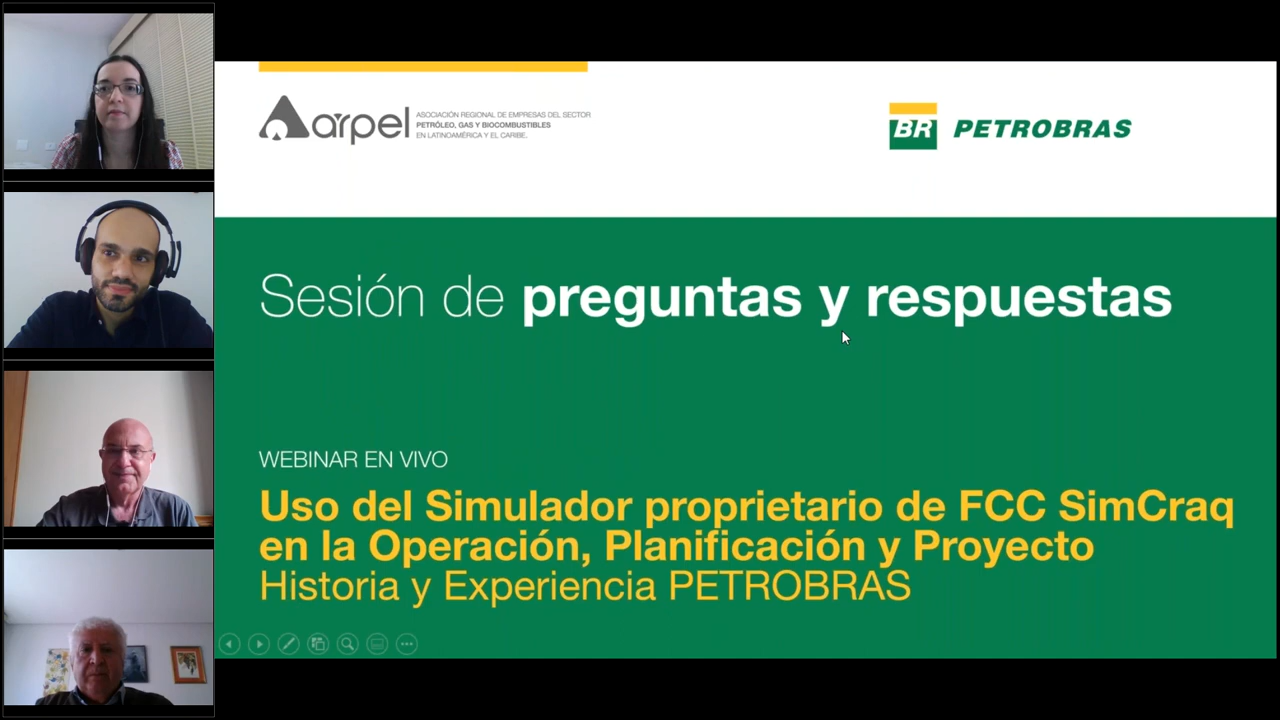 arpel
ASOCIACIÓN REGIONAL DE EMPRESAS DEL SECTOR
PETRÓLEO, GAS Y BIOCOMBUSTIBLES
EN LATINOAMÉRICA Y EL CARIBE.
BR PETROBRAS
Sesión de preguntas y respuestas
WEBINAR EN VIVO
Uso del Simulador proprietario de FCC SimCraq
en la Operación, Planificación y Proyecto
Historia y Experiencia PETROBRAS